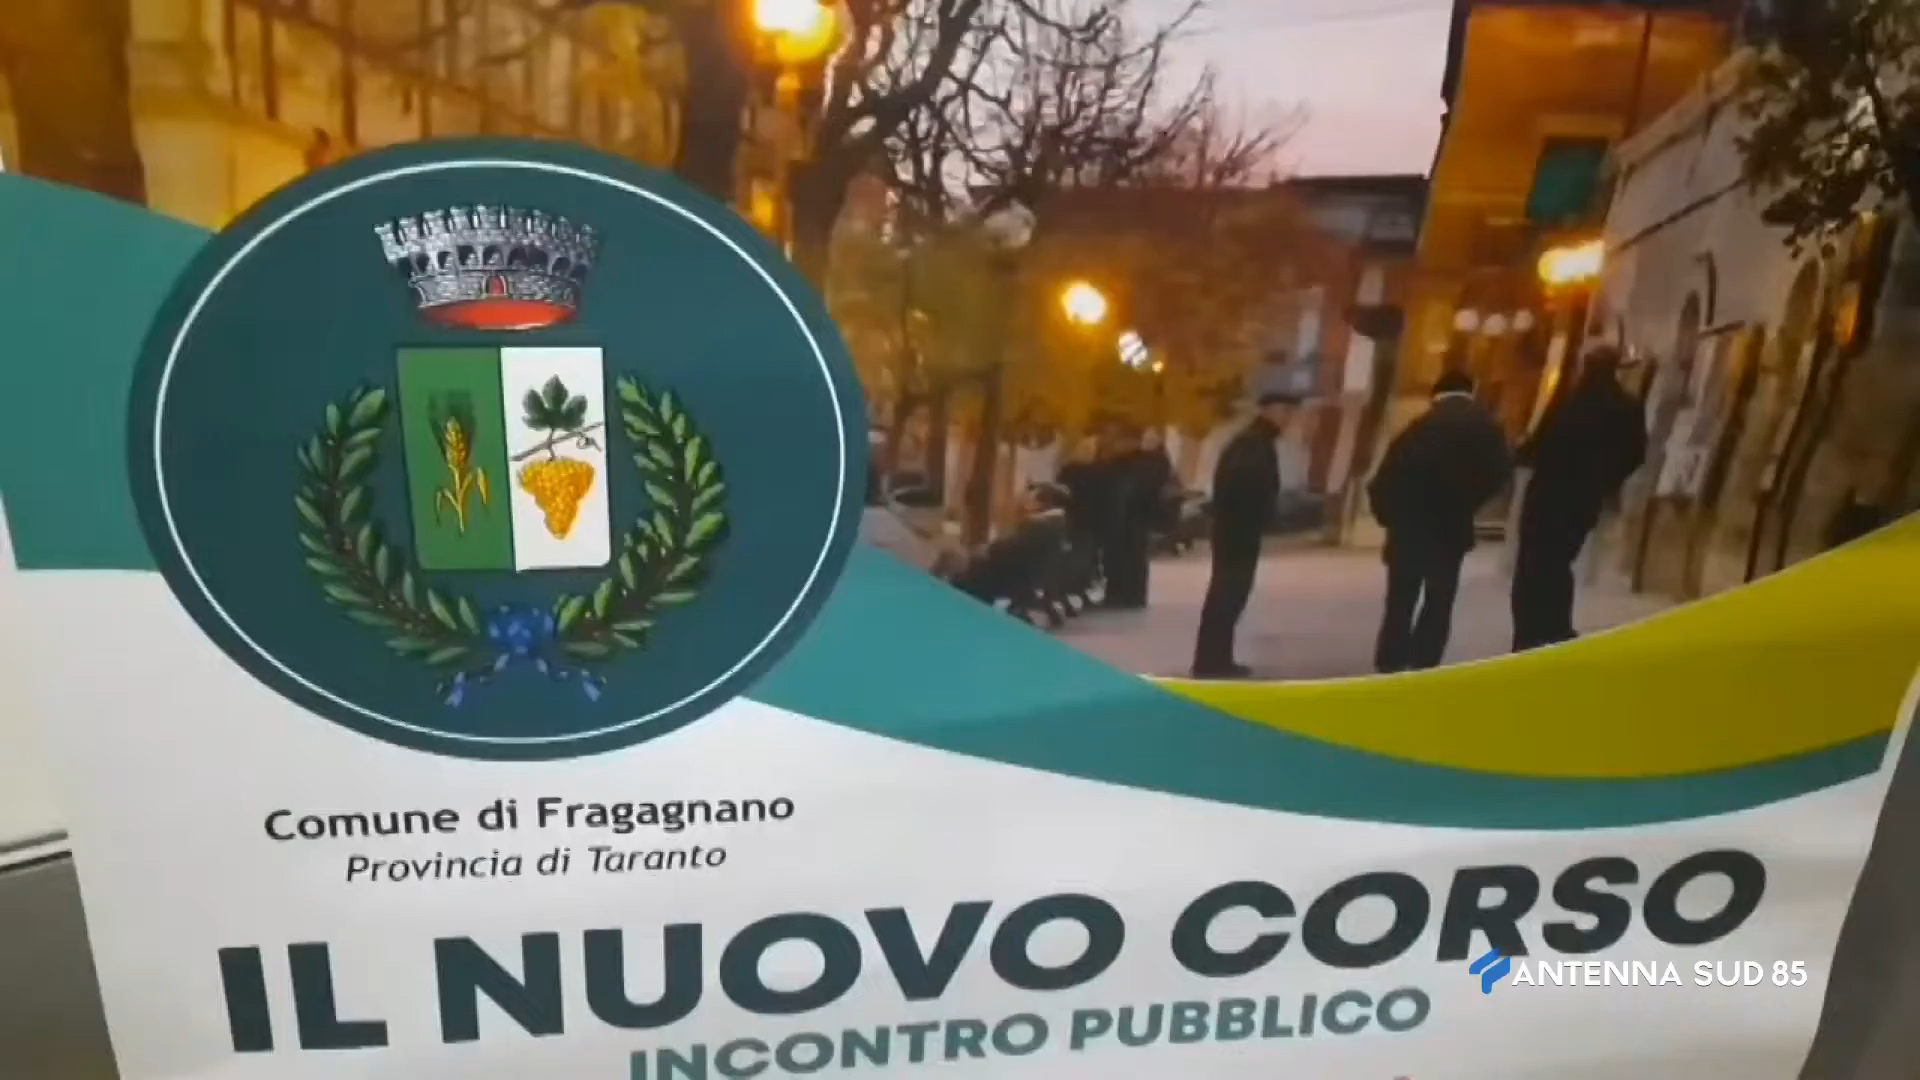 Comune di Fragagnano
Provincia di Taranto
IL NUOVO CORSO
INCONTRO PUBBLICO
ANTENNA SUD 85